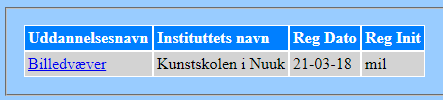 Uddannelsesnavn Instituttets navn Reg Dato Reg Init
Billedvæver Kunstskolen i Nuuk 21-03-18 mil